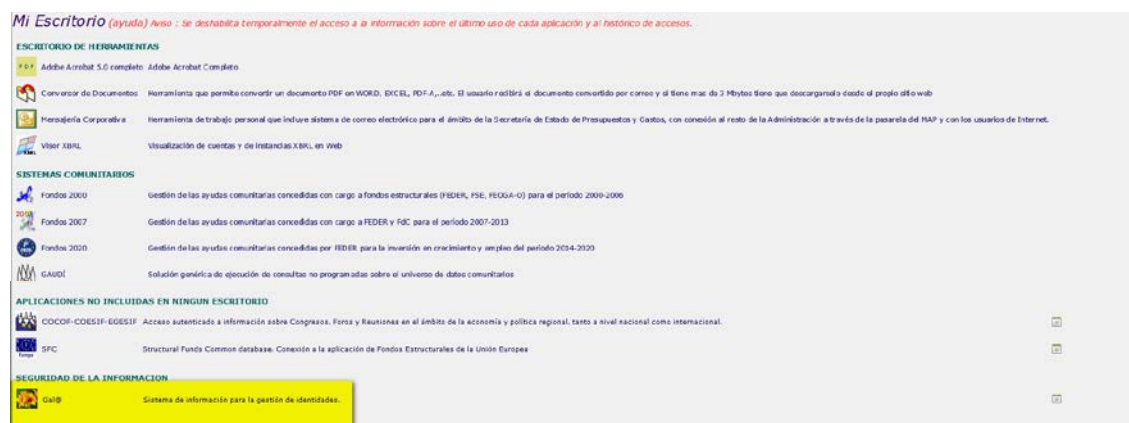 Mi Escritorio (ayuda) Aviso : Se deshabilita temporalmente el acceso a la información sobre el último uso de cada aplicación y al histórico de accesos.
ESCRITORIO DE HERRAMIENTAS
PDF Adobe Acrobat 5.0 completo Adobe Acrobat Completo
Conversor de Documentos Herramienta que permite convertir un documento PDF en WORD, EXCEL, PDF-A,..etc. El usuario recibirá el documento convertido por correo y si tiene mas de 3 Mbytes tiene que descargarselo desde el propio sitio web
Mensajería Corporativa Herramienta de trabajo personal que incluye sistema de correo electrónico para el ámbito de la Secretaría de Estado de Presupuestos y Gastos, con conexión al resto de la Administración a través de la pasarela del MAP y con los usuarios de Internet.
Visor XBRL Visualización de cuentas y de instancias XBRL en Web
SISTEMAS COMUNITARIOS
Fondos 2000 Gestión de las ayudas comunitarias concedidas con cargo a fondos estructurales (FEDER, FSE, FEOGA-O) para el período 2000-2006
Fondos 2007 Gestión de las ayudas comunitarias concedidas con cargo a FEDER y FdC para el periodo 2007-2013
Fondos 2020 Gestión de las ayudas comunitarias concedidas por FEDER para la inversión en crecimiento y empleo del periodo 2014-2020
GAUDÍ Solución genérica de ejecución de consultas no programadas sobre el universo de datos comunitarios
APLICACIONES NO INCLUIDAS EN NINGUN ESCRITORIO
COCOF-COESIF-EGESIF Acceso autenticado a información sobre Congresos, Foros y Reuniones en el ámbito de la economía y política regional, tanto a nivel nacional como internacional.
SFC Structural Funds Common database. Conexión a la aplicación de Fondos Estructurales de la Unión Europea
SEGURIDAD DE LA INFORMACION
Gal@ Sistema de información para la gestión de identidades.